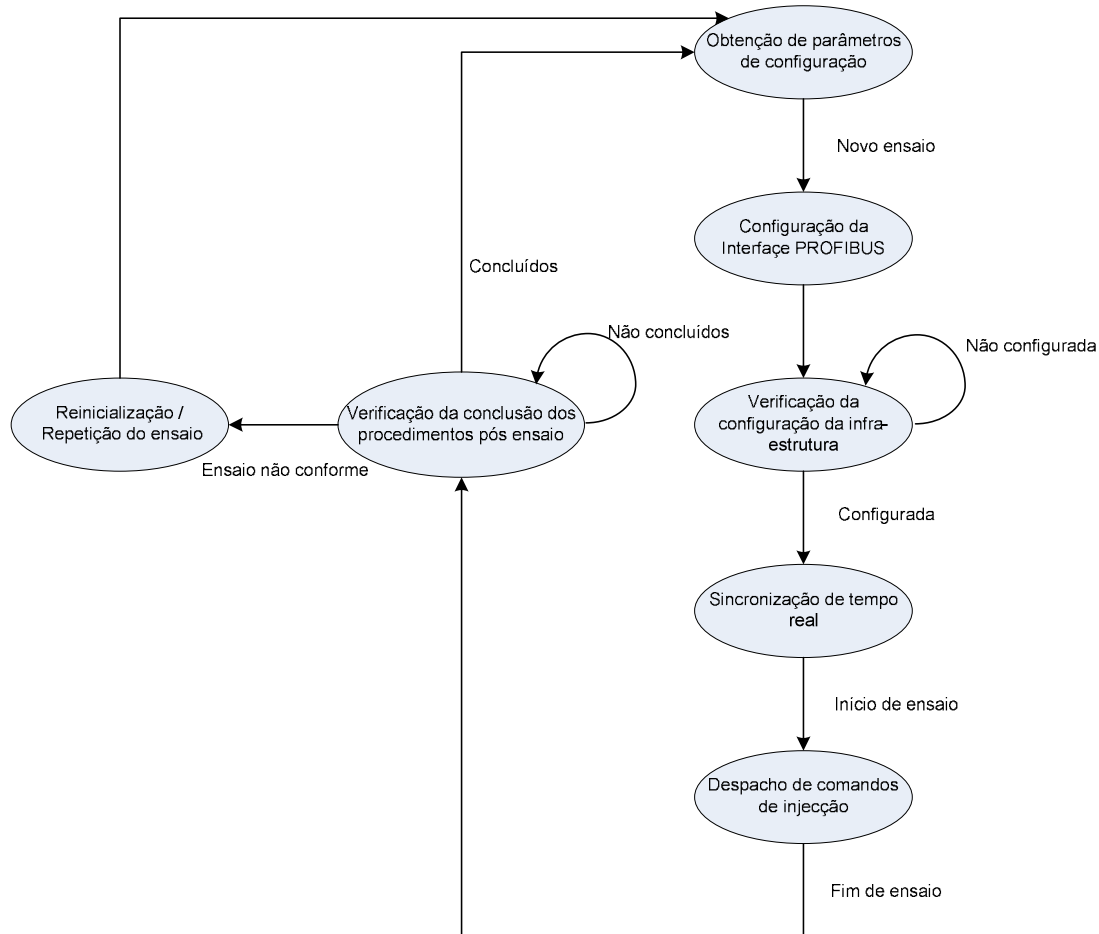 Obtenção de parâmetros
de configuração
Novo ensaio
Configuração da
Interfaçe PROFIBUS
Concluídos
Não concluídos
Não configurada
Reinicialização /
Repetição do ensaio
Verificação da conclusão dos
procedimentos pós ensaio
Verificação da
configuração da infra-
estrutura
Ensaio não conforme
Configurada
Sincronização de tempo
real
Início de ensaio
Despacho de comandos
de injecção
Fim de ensaio